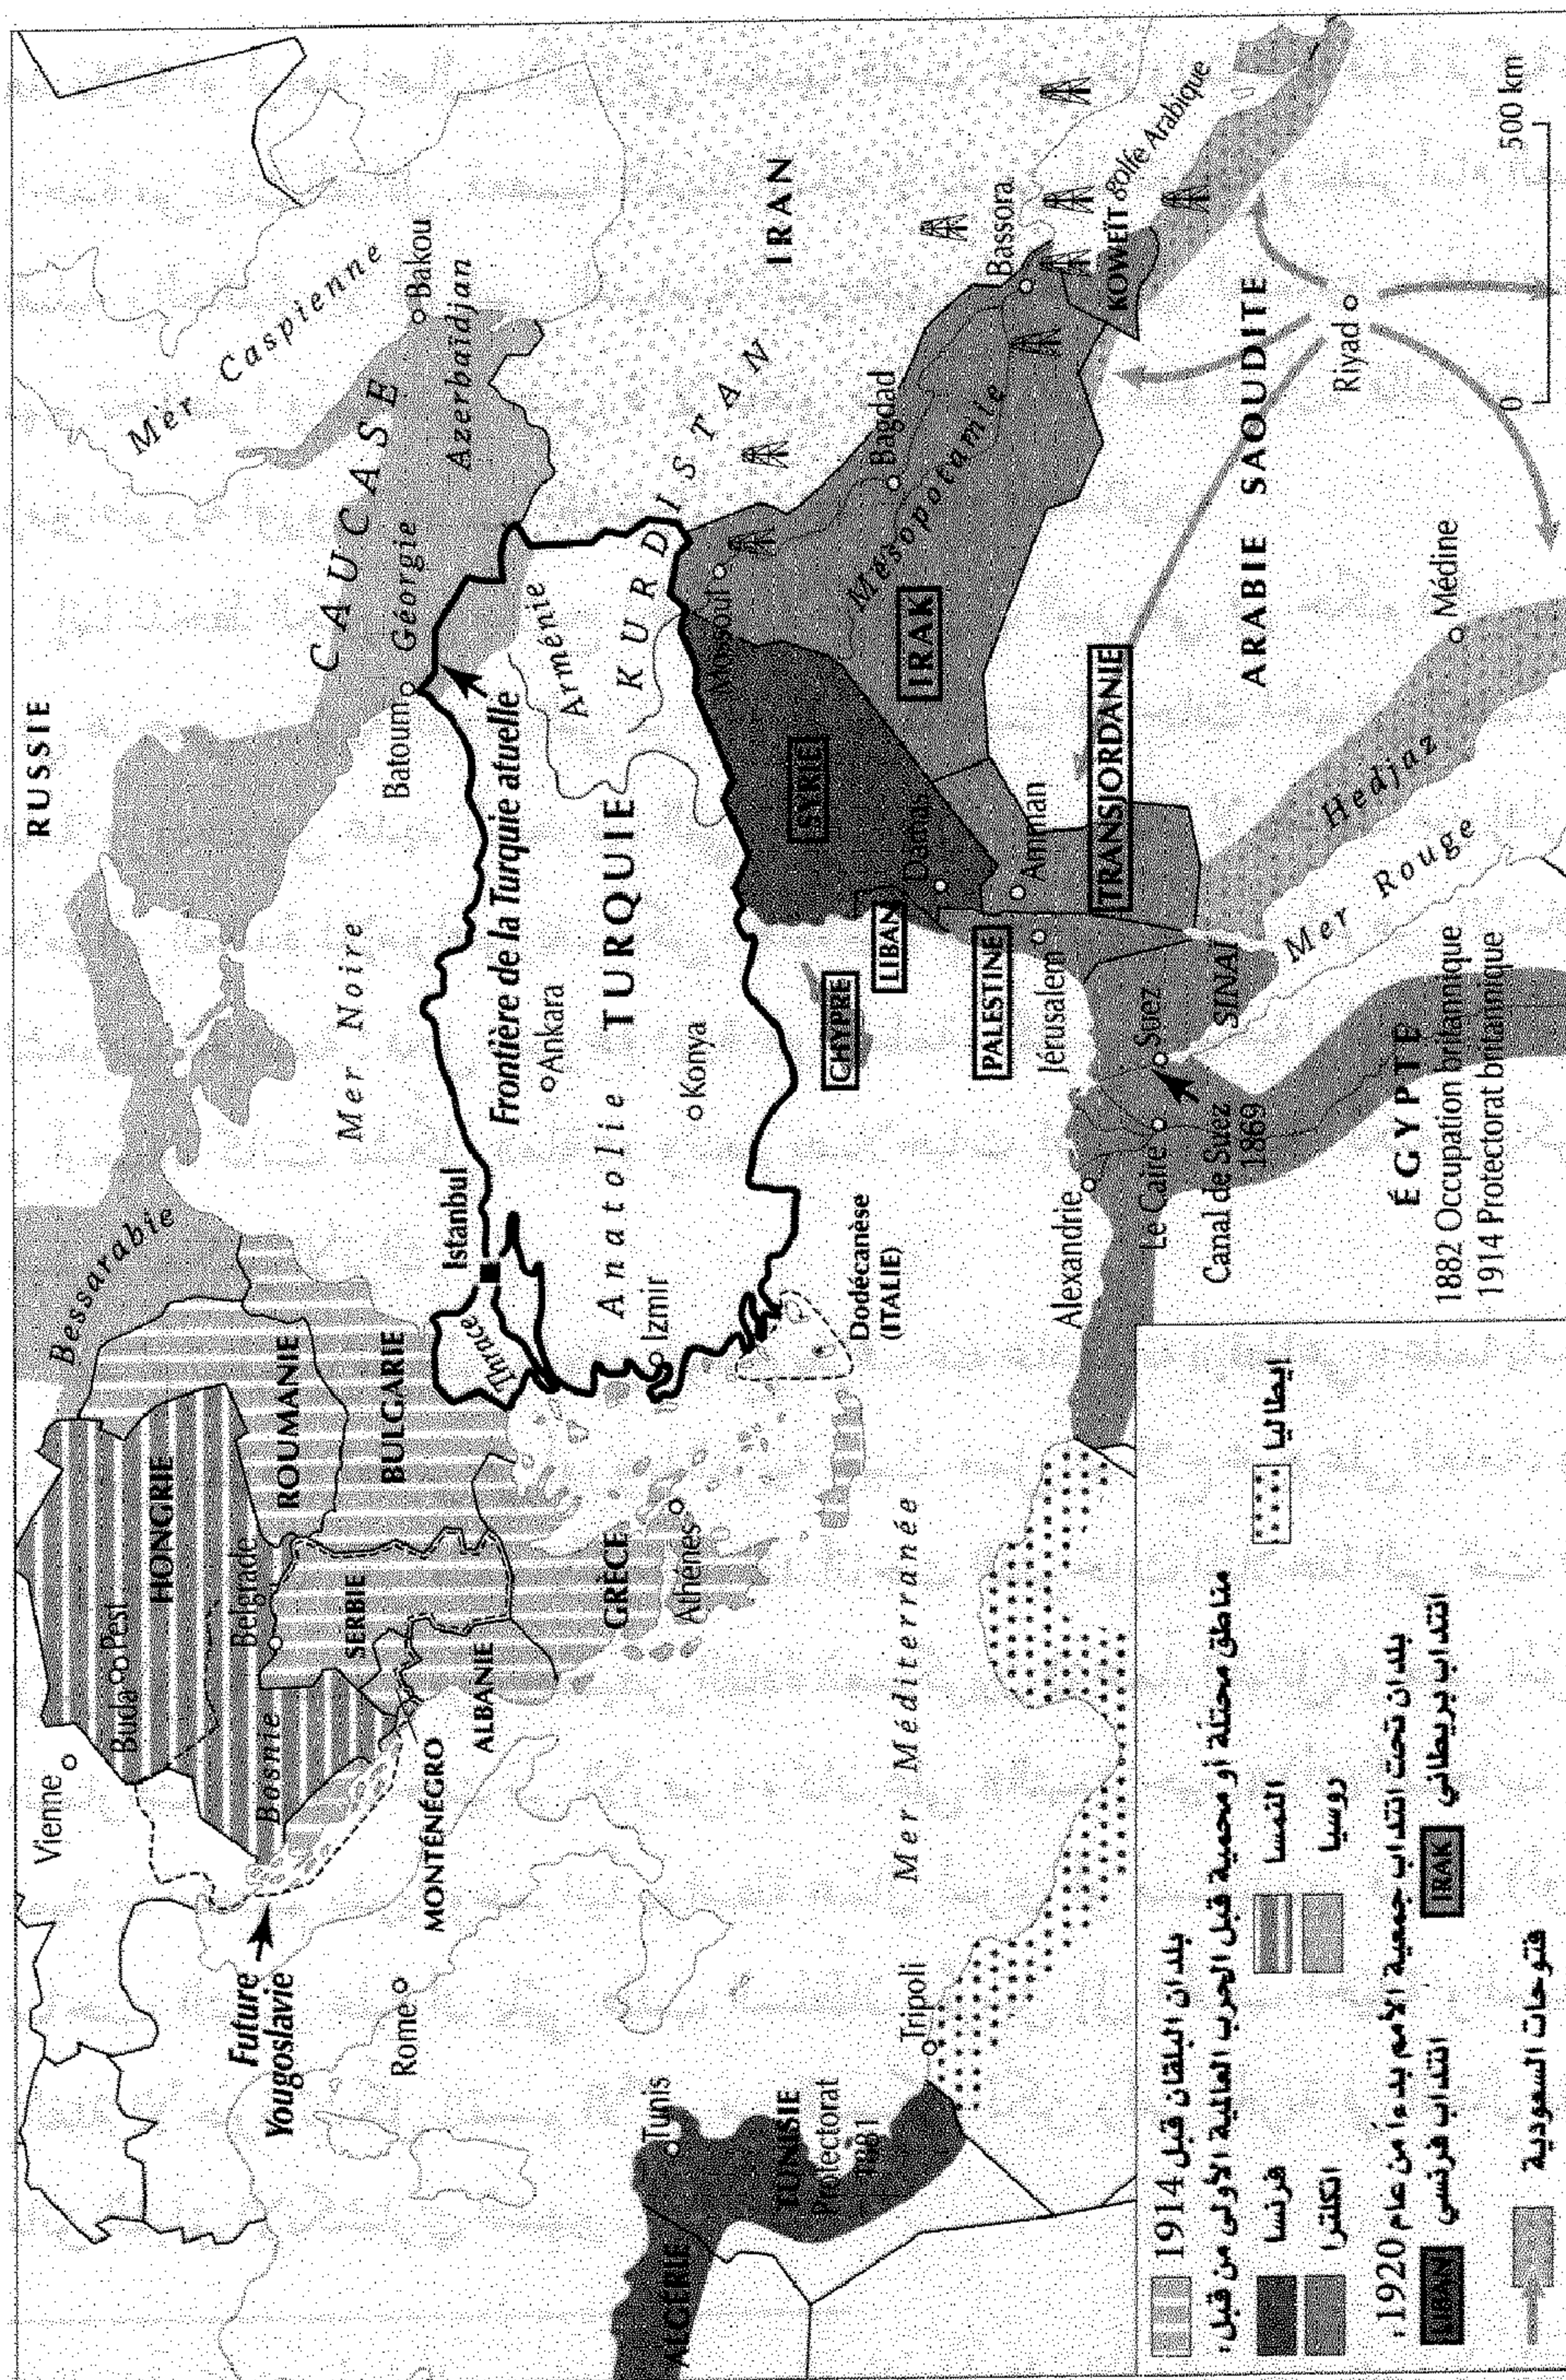 RUSSIE
Vienne
Buda
Pest
HONGRIE
Bessarabie
Mer Caspienne
Bakou
CAUCASE
Géorgie
Azerbaïdjan
Batoum
Mer Noire
ROUMANIE
BULGARIE
Belgrade
SERBIE
Bosnie
MONTÉNÉGRO
ALBANIE
Future
Yougoslavie
Rome
GRÈCE
Athénes
Istanbul
Thrace
Frontière de la Turquie atuelle
Ankara
Anatolie
TURQUIE
Arménie
KURDISTAN
Izmir
Konya
IRAN
Dodécanèse
(ITALIE)
CHYPRE
LIBAN
SYRIE
Damas
Mossoul
Mésopotamie
Bagdad
IRAK
Bassora
KOWEÏT
golfe Arabique
PALESTINE
Jérusalem
Amman
TRANSJORDANIE
ARABIE SAOUDITE
Riyad
Médine
Hedjaz
Mer Rouge
SINAÏ
Suez
Alexandrie
Le Caire
Canal de Suez
1869
ÉGYPTE
1882 Occupation britannique
1914 Protectorat britannique
Mer Méditerranée
Tripoli
Tunis
TUNISIE
Protectorat
1881
ALGÉRIE
0 500 km
بلدان البلقان قبل 1914
مناطق محتلة أو محمية قبل الحرب العالمية الأولى من قبل:
فرنسا
النمسا
إيطاليا
انكلترا
روسيا
بلدان تحت انتداب جمعية الأمم بدءاً من عام 1920:
LIBAN انتداب فرنسي
IRAK انتداب بريطاني
فتوحات السعودية